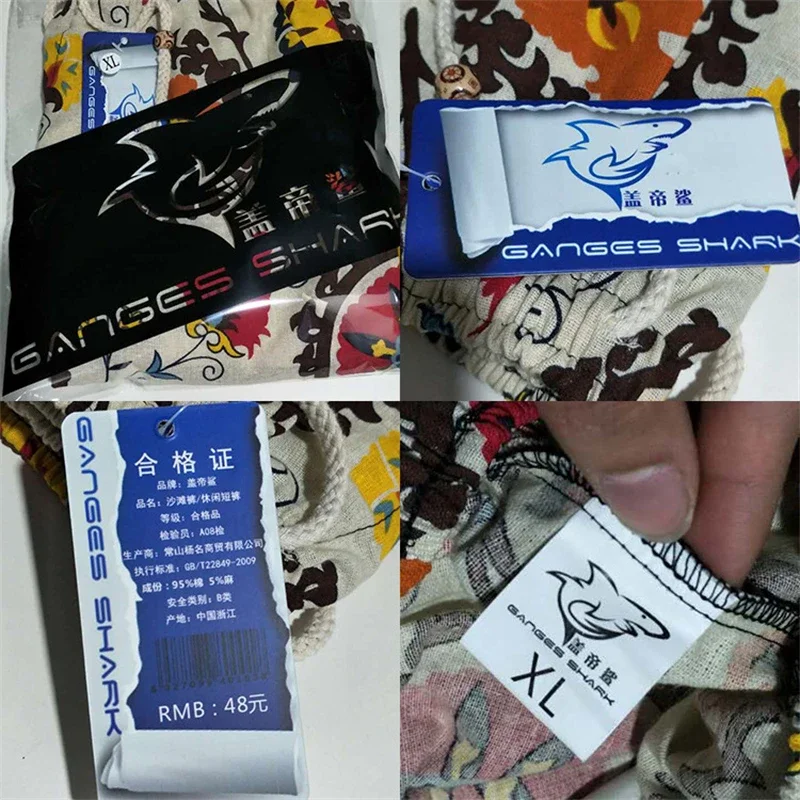 GANGES
XL
盖帝鲨
GANGES SHARK
盖帝鲨
GANGES SHARK
GANGES SHARK
合格证
品牌：盖帝鲨
品名：沙滩裤/休闲短裤
等级：合格品
检验员：A08检
生产商：常山杨名商贸有限公司
执行标准：GB/T22849-2009
成份：95%棉 5%麻
安全类别：B类
产地：中国浙江
RMB：48元
GANGES SHARK
盖帝鲨
XL